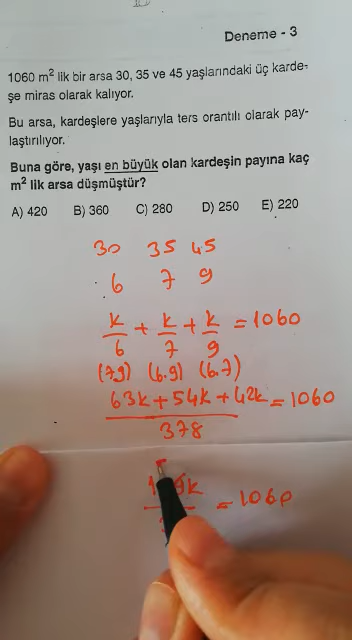 Deneme - 3
1060 m² lik bir arsa 30, 35 ve 45 yaşlarındaki üç karde-
şe miras olarak kalıyor.
Bu arsa, kardeşlere yaşlarıyla ters orantılı olarak pay-
laştırılıyor.
Buna göre, yaşı en büyük olan kardeşin payına kaç
m² lik arsa düşmüştür?
A) 420 B) 360 C) 280 D) 250 E) 220
30 35 45
6 7 9
k/6 + k/7 + k/9 = 1060
(7.9) (6.9) (6.7)
63k + 54k + 42k = 1060
378
= 1060